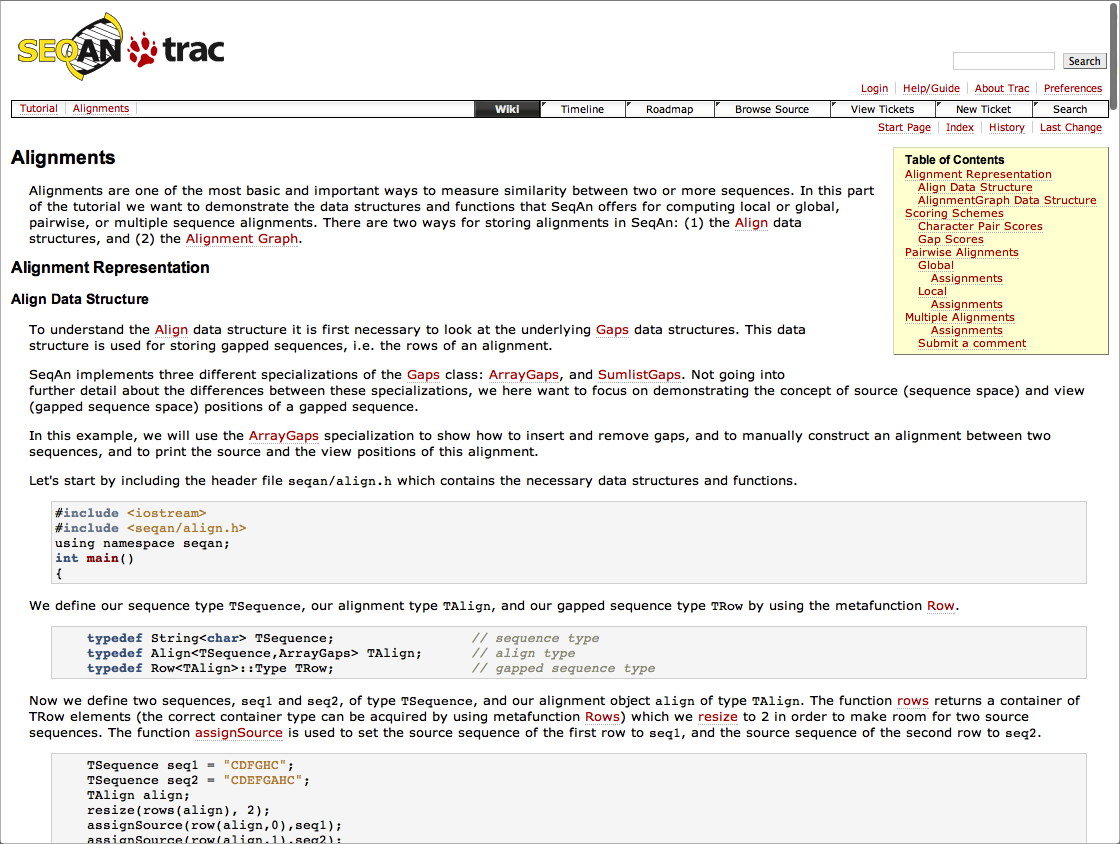 SEQAN trac
Search
Login Help/Guide About Trac Preferences
Tutorial Alignments Wiki Timeline Roadmap Browse Source View Tickets New Ticket Search
Start Page Index History Last Change
Alignments
Alignments are one of the most basic and important ways to measure similarity between two or more sequences. In this part
of the tutorial we want to demonstrate the data structures and functions that SeqAn offers for computing local or global,
pairwise, or multiple sequence alignments. There are two ways for storing alignments in SeqAn: (1) the Align data
structures, and (2) the Alignment Graph.
Table of Contents
Alignment Representation
Align Data Structure
AlignmentGraph Data Structure
Scoring Schemes
Character Pair Scores
Gap Scores
Pairwise Alignments
Global
Assignments
Local
Assignments
Multiple Alignments
Assignments
Submit a comment
Alignment Representation
Align Data Structure
To understand the Align data structure it is first necessary to look at the underlying Gaps data structures. This data
structure is used for storing gapped sequences, i.e. the rows of an alignment.
SeqAn implements three different specializations of the Gaps class: ArrayGaps, and SumlistGaps. Not going into
further detail about the differences between these specializations, we here want to focus on demonstrating the concept of source (sequence space) and view
(gapped sequence space) positions of a gapped sequence.
In this example, we will use the ArrayGaps specialization to show how to insert and remove gaps, and to manually construct an alignment between two
sequences, and to print the source and the view positions of this alignment.
Let's start by including the header file seqan/align.h which contains the necessary data structures and functions.
#include <iostream>
#include <seqan/align.h>
using namespace seqan;
int main()
{
We define our sequence type TSequence, our alignment type TAlign, and our gapped sequence type TRow by using the metafunction Row.
typedef String<char> TSequence; // sequence type
typedef Align<TSequence,ArrayGaps> TAlign; // align type
typedef Row<TAlign>::Type TRow; // gapped sequence type
Now we define two sequences, seq1 and seq2, of type TSequence, and our alignment object align of type TAlign. The function rows returns a container of
TRow elements (the correct container type can be acquired by using metafunction Rows) which we resize to 2 in order to make room for two source
sequences. The function assignSource is used to set the source sequence of the first row to seq1, and the source sequence of the second row to seq2.
TSequence seq1 = "CDFGHC";
TSequence seq2 = "CDEFGAHC";
TAlign align;
resize(rows(align), 2);
assignSource(row(align,0),seq1);
assignSource(row(align,1),seq2);